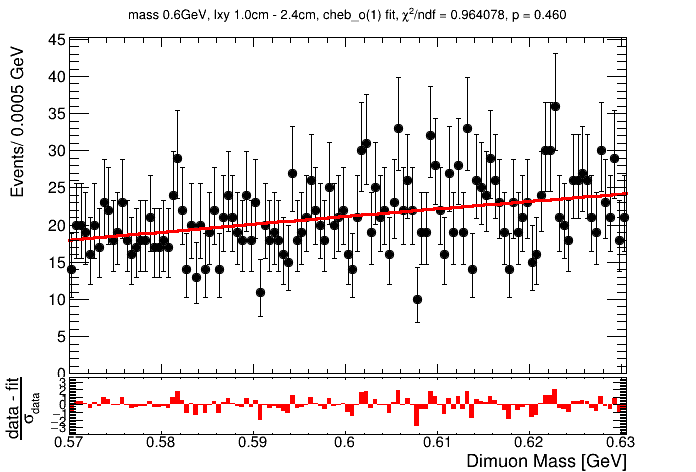 mass 0.6GeV, lxy 1.0cm - 2.4cm, cheb_o(1) fit, χ²/ndf = 0.964078, p = 0.460
Events/ 0.0005 GeV
45
40
35
30
25
20
15
10
5
0
data - fit
σdata
3
2
1
0
−1
−2
−3
0.57 0.58 0.59 0.6 0.61 0.62 0.63
Dimuon Mass [GeV]